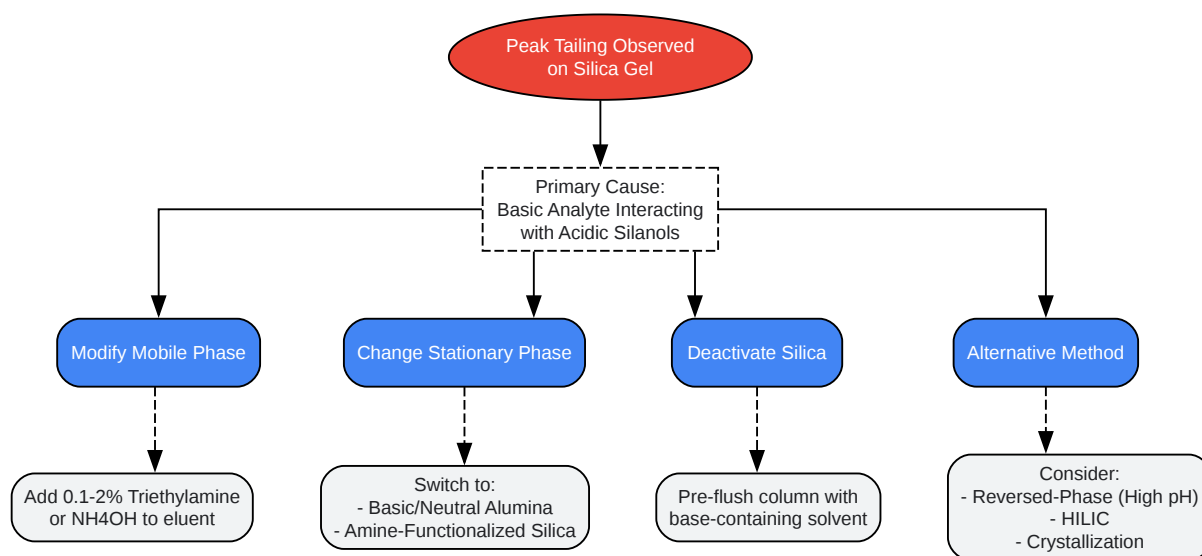 Peak Tailing Observed
on Silica Gel
Primary Cause:
Basic Analyte Interacting
with Acidic Silanols
Modify Mobile Phase
Change Stationary Phase
Deactivate Silica
Alternative Method
Add 0.1-2% Triethylamine
or NH4OH to eluent
Switch to:
- Basic/Neutral Alumina
- Amine-Functionalized Silica
Pre-flush column with
base-containing solvent
Consider:
- Reversed-Phase (High pH)
- HILIC
- Crystallization